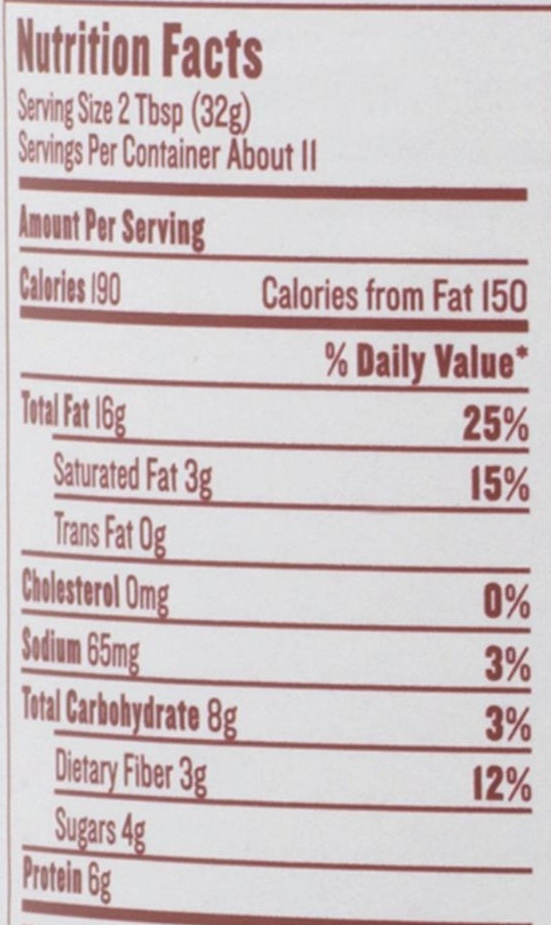 Nutrition Facts
Serving Size 2 Tbsp (32g)
Servings Per Container About 11
Amount Per Serving
Calories 190 Calories from Fat 150
% Daily Value*
Total Fat 16g 25%
Saturated Fat 3g 15%
Trans Fat 0g
Cholesterol 0mg 0%
Sodium 65mg 3%
Total Carbohydrate 8g 3%
Dietary Fiber 3g 12%
Sugars 4g
Protein 6g